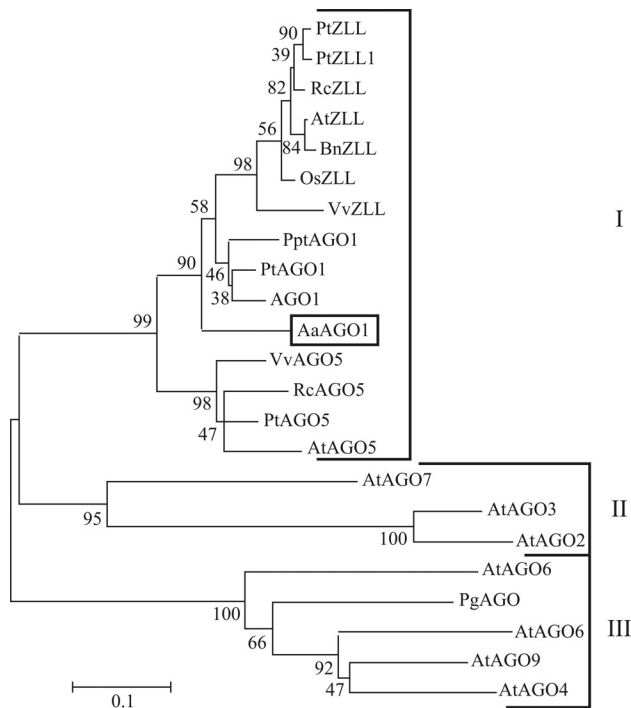 PtZLL
90
39
PtZLL1
82
RcZLL
AtZLL
56
84
BnZLL
98
OsZLL
58
VvZLL
I
PptAGO1
90
46
PtAGO1
38
AGO1
99
AaAGO1
VvAGO5
98
RcAGO5
47
PtAGO5
AtAGO5
AtAGO7
95
AtAGO3
II
100
AtAGO2
AtAGO6
100
PgAGO
66
AtAGO6
III
92
AtAGO9
47
AtAGO4
0.1